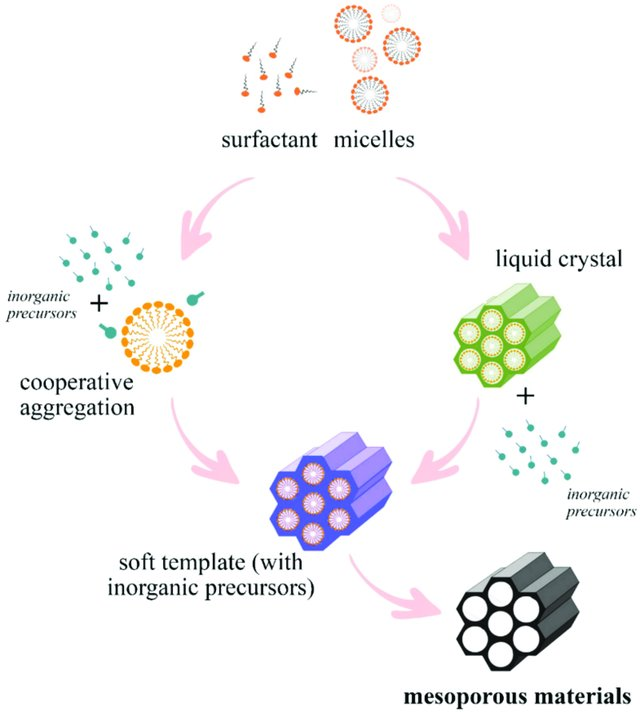 surfactant micelles
liquid crystal
inorganic
precursors
+
cooperative
aggregation
+
inorganic
precursors
soft template (with
inorganic precursors)
mesoporous materials